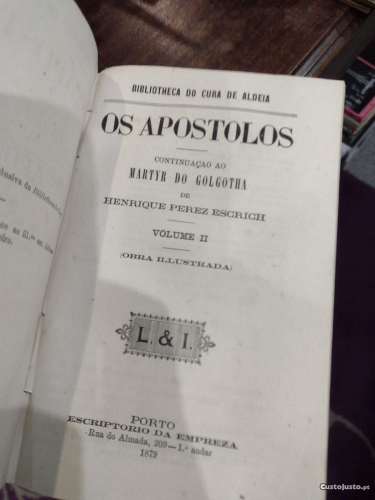 BIBLIOTHECA DO CURA DE ALDEIA
OS APOSTOLOS
CONTINUAÇAO AO
MARTYR DO GOLGOTHA
DE
HENRIQUE PEREZ ESCRICH
VOLUME II
(OBRA ILLUSTRADA)
L. & I.
PORTO
ESCRIPTORIO DA EMPREZA
Rua do Almada, 209—1.º andar
1879
CustoJusto.pt